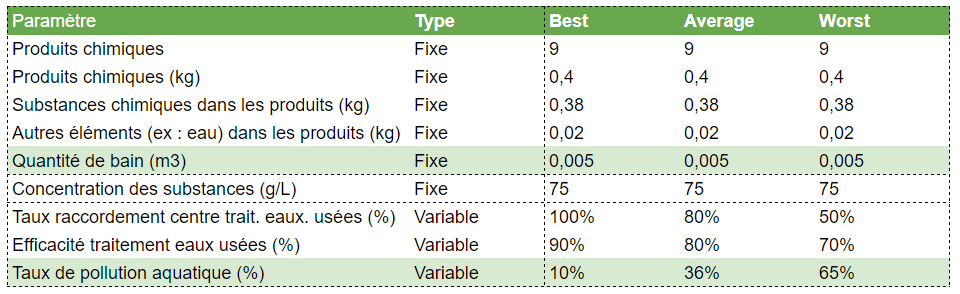 Paramètre Type Best Average Worst
Produits chimiques Fixe 9 9 9
Produits chimiques (kg) Fixe 0,4 0,4 0,4
Substances chimiques dans les produits (kg) Fixe 0,38 0,38 0,38
Autres éléments (ex : eau) dans les produits (kg) Fixe 0,02 0,02 0,02
Quantité de bain (m3) Fixe 0,005 0,005 0,005
Concentration des substances (g/L) Fixe 75 75 75
Taux raccordement centre trait. eaux. usées (%) Variable 100% 80% 50%
Efficacité traitement eaux usées (%) Variable 90% 80% 70%
Taux de pollution aquatique (%) Variable 10% 36% 65%